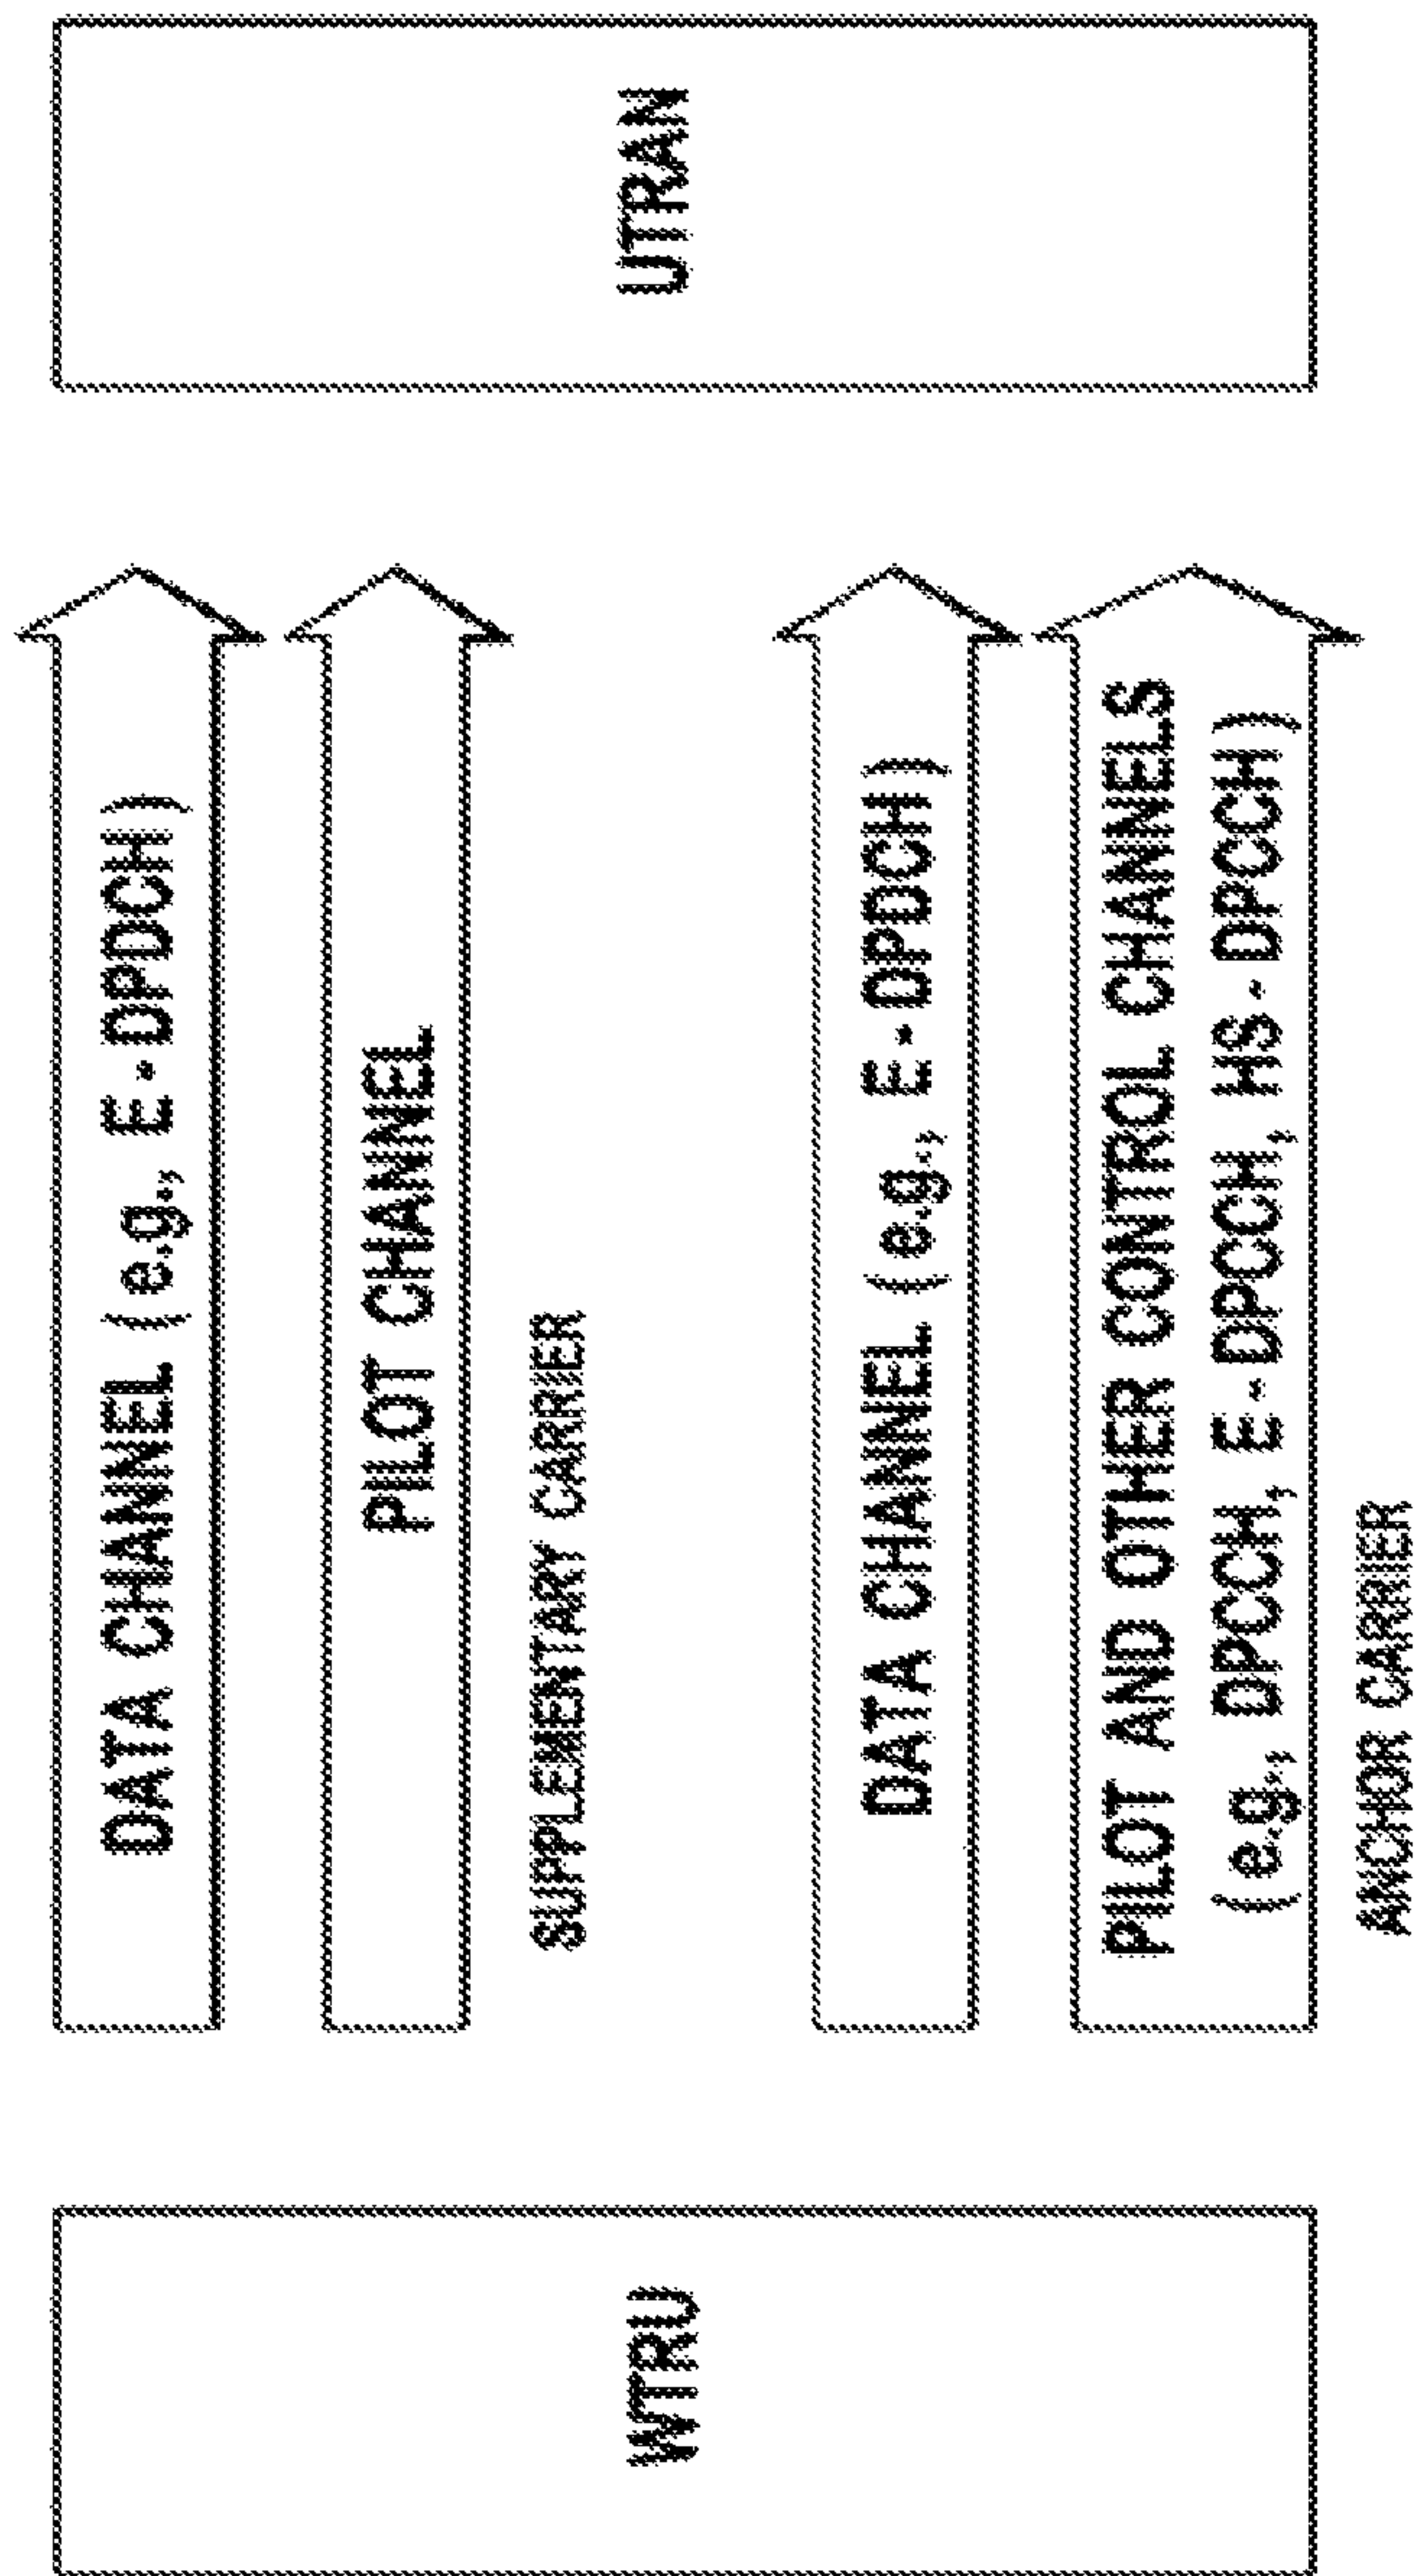 DATA CHANNEL (e.g., E-DPDCH)
PILOT CHANNEL
SUPPLEMENTARY CARRIER
WTRU
UTRAN
DATA CHANNEL (e.g., E-DPDCH)
PILOT AND OTHER CONTROL CHANNELS
(e.g., DPCCH, E-DPCCH, HS-DPCCH)
ANCHOR CARRIER